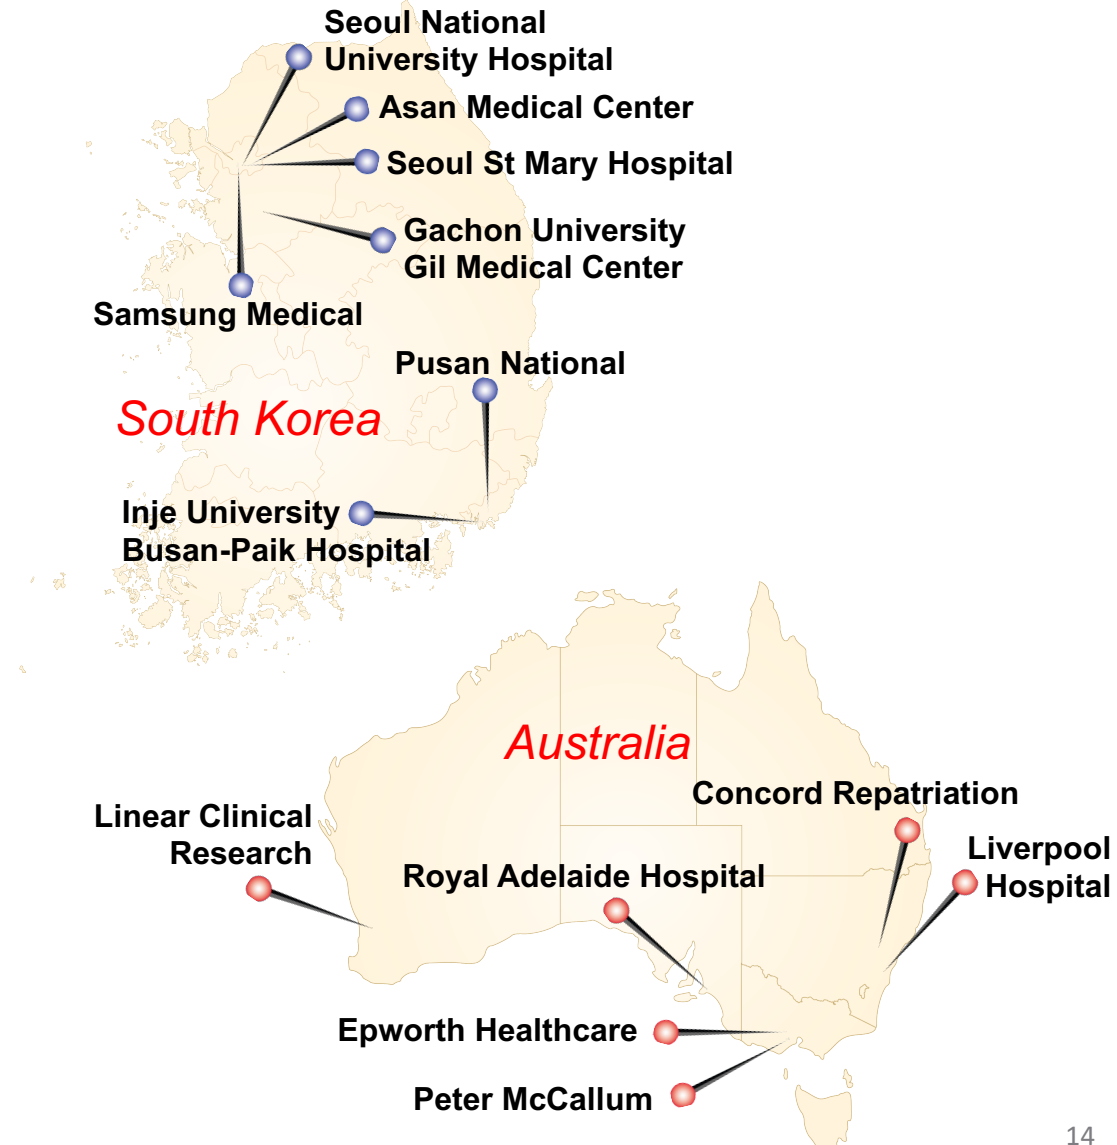 Seoul National
University Hospital
Asan Medical Center
Seoul St Mary Hospital
Gachon University
Gil Medical Center
Samsung Medical
Pusan National
South Korea
Inje University
Busan-Paik Hospital
Australia
Concord Repatriation
Linear Clinical
Research
Liverpool
Hospital
Royal Adelaide Hospital
Epworth Healthcare
Peter McCallum
14